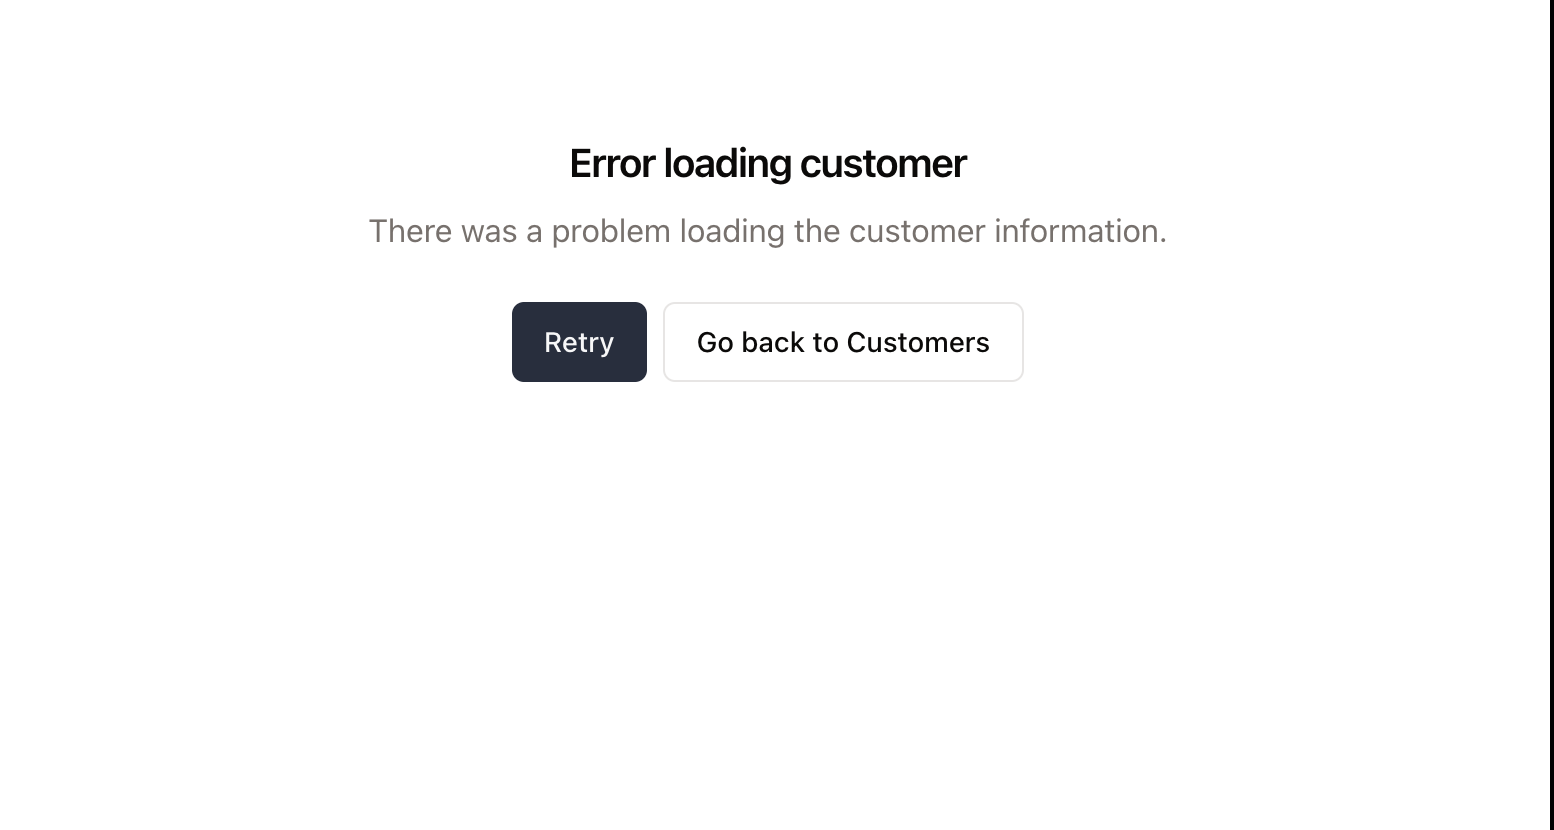 Error loading customer
There was a problem loading the customer information.
Retry
Go back to Customers